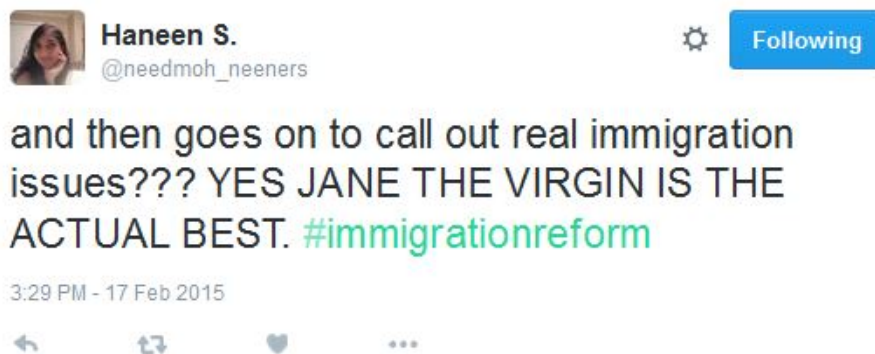 Haneen S.
@needmoh_neeners
Following
and then goes on to call out real immigration
issues??? YES JANE THE VIRGIN IS THE
ACTUAL BEST. #immigrationreform
3:29 PM - 17 Feb 2015